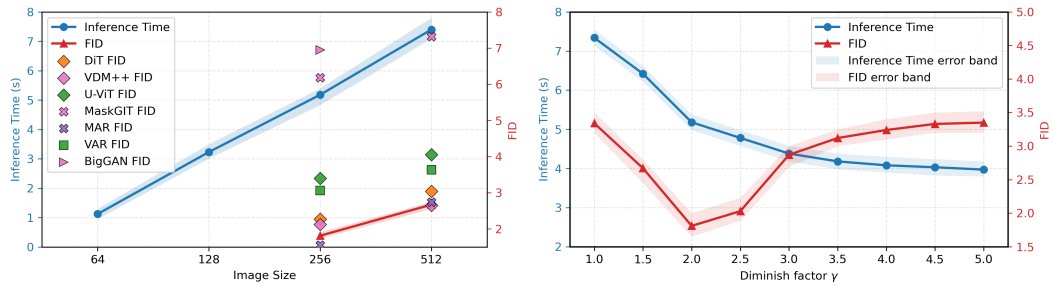 8
7
6
5
4
3
2
1
0
Inference Time (s)
Inference Time
FID
DiT FID
VDM++ FID
U-ViT FID
MaskGIT FID
MAR FID
VAR FID
BigGAN FID
8
7
6
5
4
3
2
FID
64 128 256 512
Image Size
8
7
6
5
4
3
2
Inference Time (s)
Inference Time
FID
Inference Time error band
FID error band
5.0
4.5
4.0
3.5
3.0
2.5
2.0
1.5
FID
1.0 1.5 2.0 2.5 3.0 3.5 4.0 4.5 5.0
Diminish factor γ